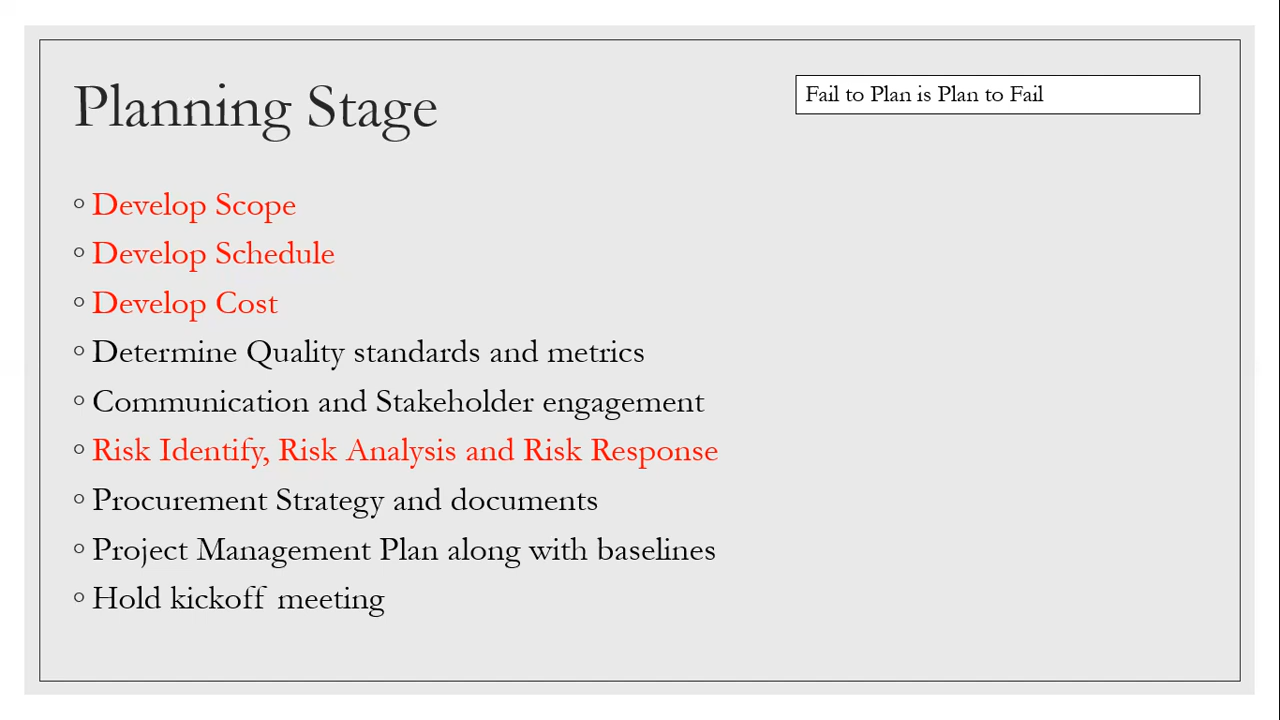 Planning Stage
Fail to Plan is Plan to Fail
Develop Scope
Develop Schedule
Develop Cost
Determine Quality standards and metrics
Communication and Stakeholder engagement
Risk Identify, Risk Analysis and Risk Response
Procurement Strategy and documents
Project Management Plan along with baselines
Hold kickoff meeting